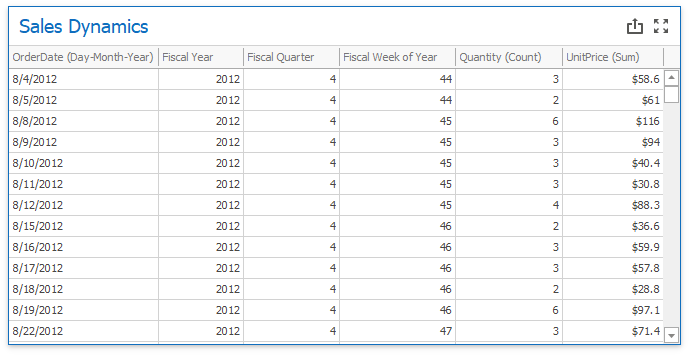 Sales Dynamics
OrderDate (Day-Month-Year) Fiscal Year Fiscal Quarter Fiscal Week of Year Quantity (Count) UnitPrice (Sum)
8/4/2012 2012 4 44 3 $58.6
8/5/2012 2012 4 44 2 $61
8/8/2012 2012 4 45 6 $116
8/9/2012 2012 4 45 3 $94
8/10/2012 2012 4 45 3 $40.4
8/11/2012 2012 4 45 3 $30.8
8/12/2012 2012 4 45 4 $88.3
8/15/2012 2012 4 46 2 $36.6
8/16/2012 2012 4 46 3 $59.9
8/17/2012 2012 4 46 3 $57.8
8/18/2012 2012 4 46 2 $28.8
8/19/2012 2012 4 46 6 $97.1
8/22/2012 2012 4 47 3 $71.4